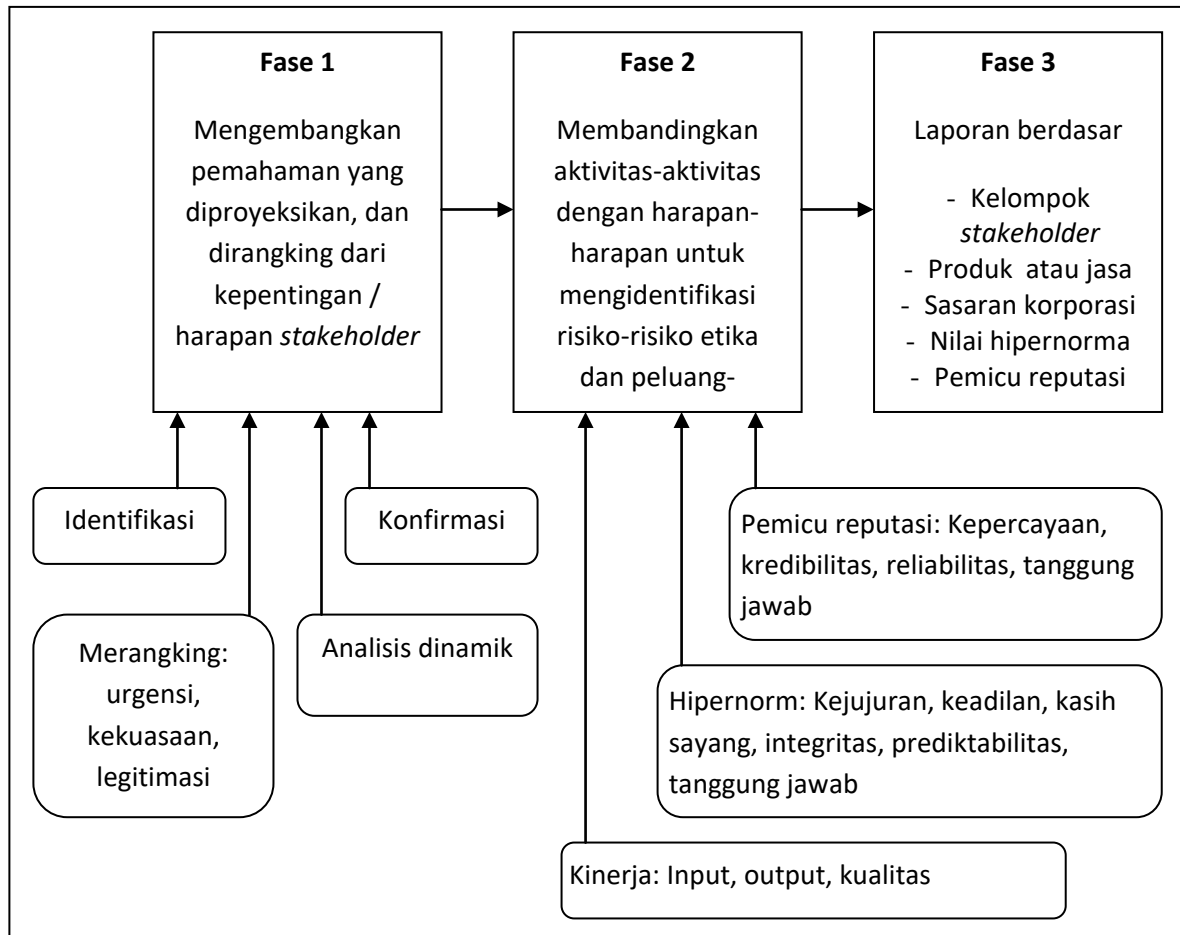 Fase 1
Mengembangkan
pemahaman yang
diproyeksikan, dan
dirangking dari
kepentingan /
harapan stakeholder
Fase 2
Membandingkan
aktivitas-aktivitas
dengan harapan-
harapan untuk
mengidentifikasi
risiko-risiko etika
dan peluang-
Fase 3
Laporan berdasar
- Kelompok
stakeholder
- Produk atau jasa
- Sasaran korporasi
- Nilai hipernorma
- Pemicu reputasi
Identifikasi
Konfirmasi
Merangking:
urgensi,
kekuasaan,
legitimasi
Analisis dinamik
Pemicu reputasi: Kepercayaan,
kredibilitas, reliabilitas, tanggung
jawab
Hipernorm: Kejujuran, keadilan, kasih
sayang, integritas, prediktabilitas,
tanggung jawab
Kinerja: Input, output, kualitas